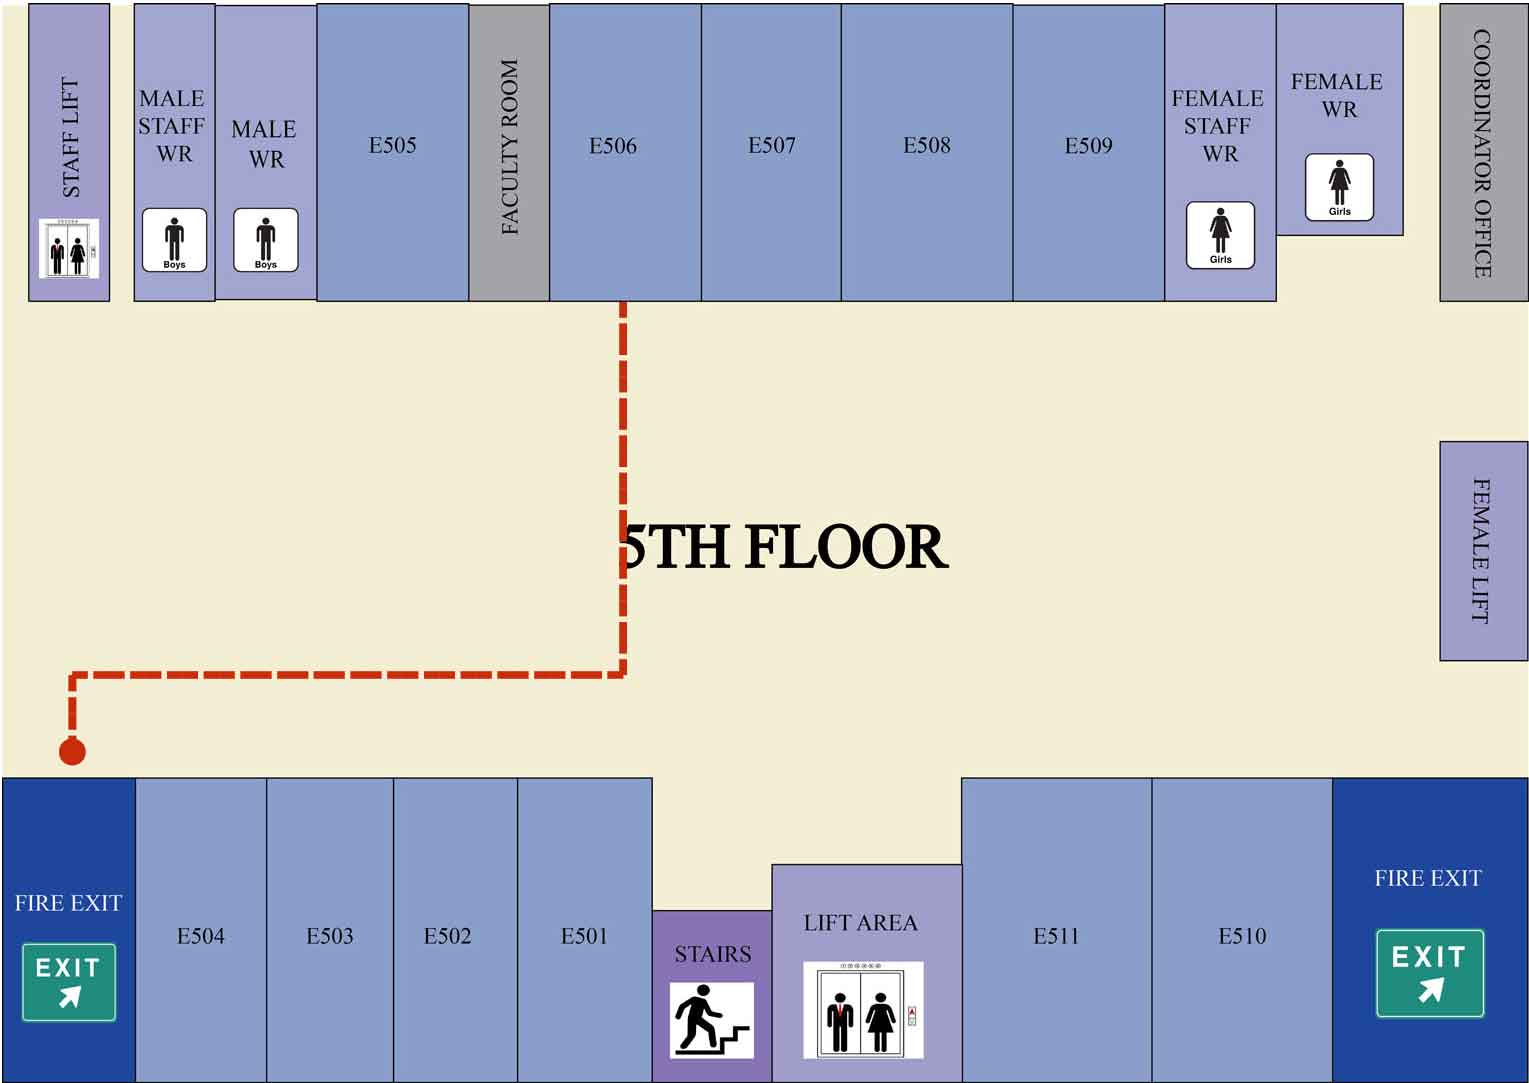 STAFF LIFT
MALE
STAFF
WR
Boys
MALE
WR
Boys
E505
FACULTY ROOM
E506
E507
E508
E509
FEMALE
STAFF
WR
Girls
FEMALE
WR
Girls
COORDINATOR OFFICE
5TH FLOOR
FEMALE LIFT
FIRE EXIT
EXIT
E504
E503
E502
E501
STAIRS
LIFT AREA
E511
E510
FIRE EXIT
EXIT